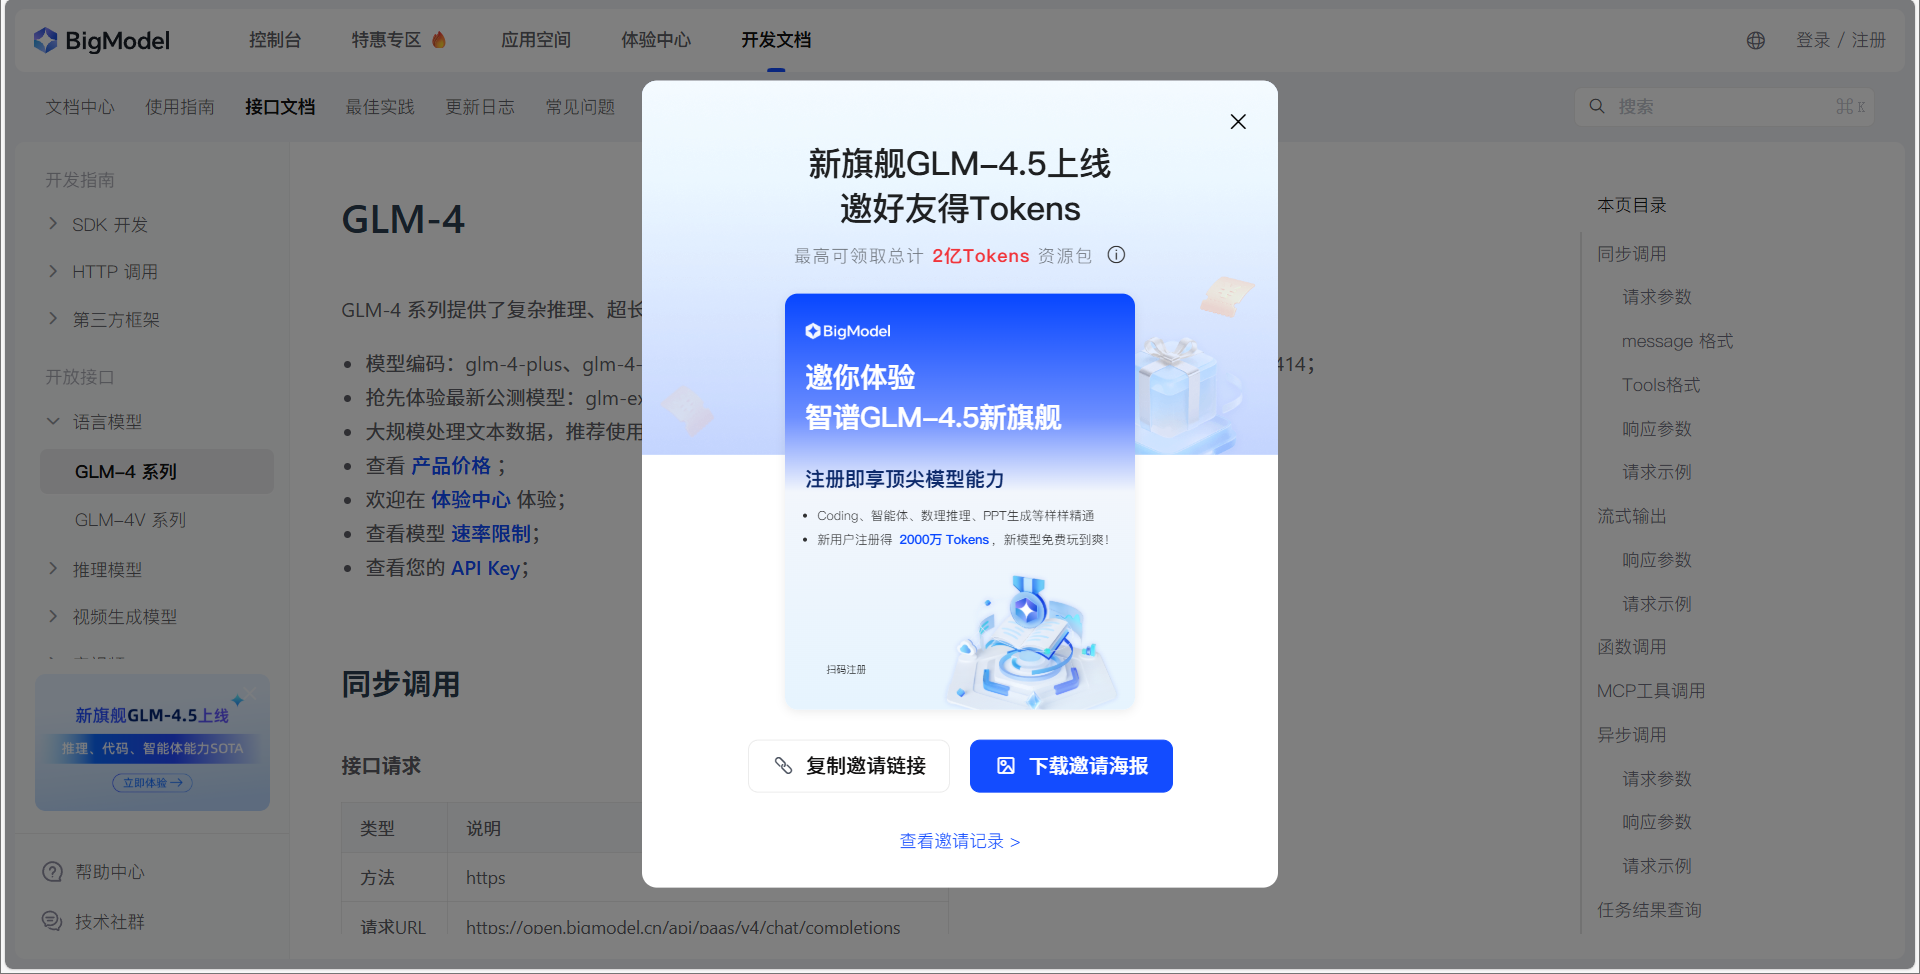 BigModel
控制台
特惠专区
应用空间
体验中心
开发文档
登录 / 注册
文档中心
使用指南
接口文档
最佳实践
更新日志
常见问题
搜索
⌘K
开发指南
SDK 开发
HTTP 调用
第三方框架
开放接口
语言模型
GLM-4 系列
GLM-4V 系列
推理模型
视频生成模型
新旗舰GLM-4.5上线
推理、代码、智能体能力SOTA
立即体验→
帮助中心
技术社群
GLM-4
GLM-4 系列提供了复杂推理、超长
模型编码：glm-4-plus、glm-4-
414；
抢先体验最新公测模型：glm-ex
大规模处理文本数据，推荐使用
查看 产品价格 ；
欢迎在 体验中心 体验；
查看模型 速率限制；
查看您的 API Key；
同步调用
接口请求
类型 说明
方法 https
请求URL https://open.bigmodel.cn/api/paas/v4/chat/completions
新旗舰GLM-4.5上线
邀好友得Tokens
最高可领取总计 2亿Tokens 资源包
BigModel
邀你体验
智谱GLM-4.5新旗舰
注册即享顶尖模型能力
Coding、智能体、数理推理、PPT生成等样样精通
新用户注册得 2000万 Tokens ，新模型免费玩到爽！
扫码注册
复制邀请链接
下载邀请海报
查看邀请记录 >
本页目录
同步调用
请求参数
message 格式
Tools格式
响应参数
请求示例
流式输出
响应参数
请求示例
函数调用
MCP工具调用
异步调用
请求参数
响应参数
请求示例
任务结果查询